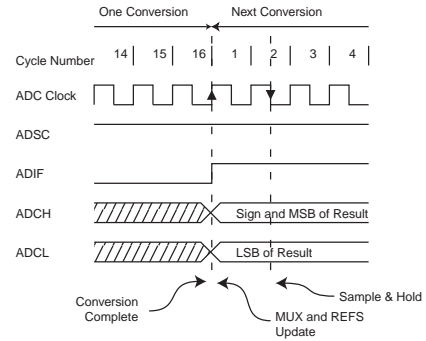 One Conversion Next Conversion
Cycle Number 14 15 16 1 2 3 4
ADC Clock
ADSC
ADIF
ADCH Sign and MSB of Result
ADCL LSB of Result
Conversion
Complete
MUX and REFS
Update
Sample & Hold